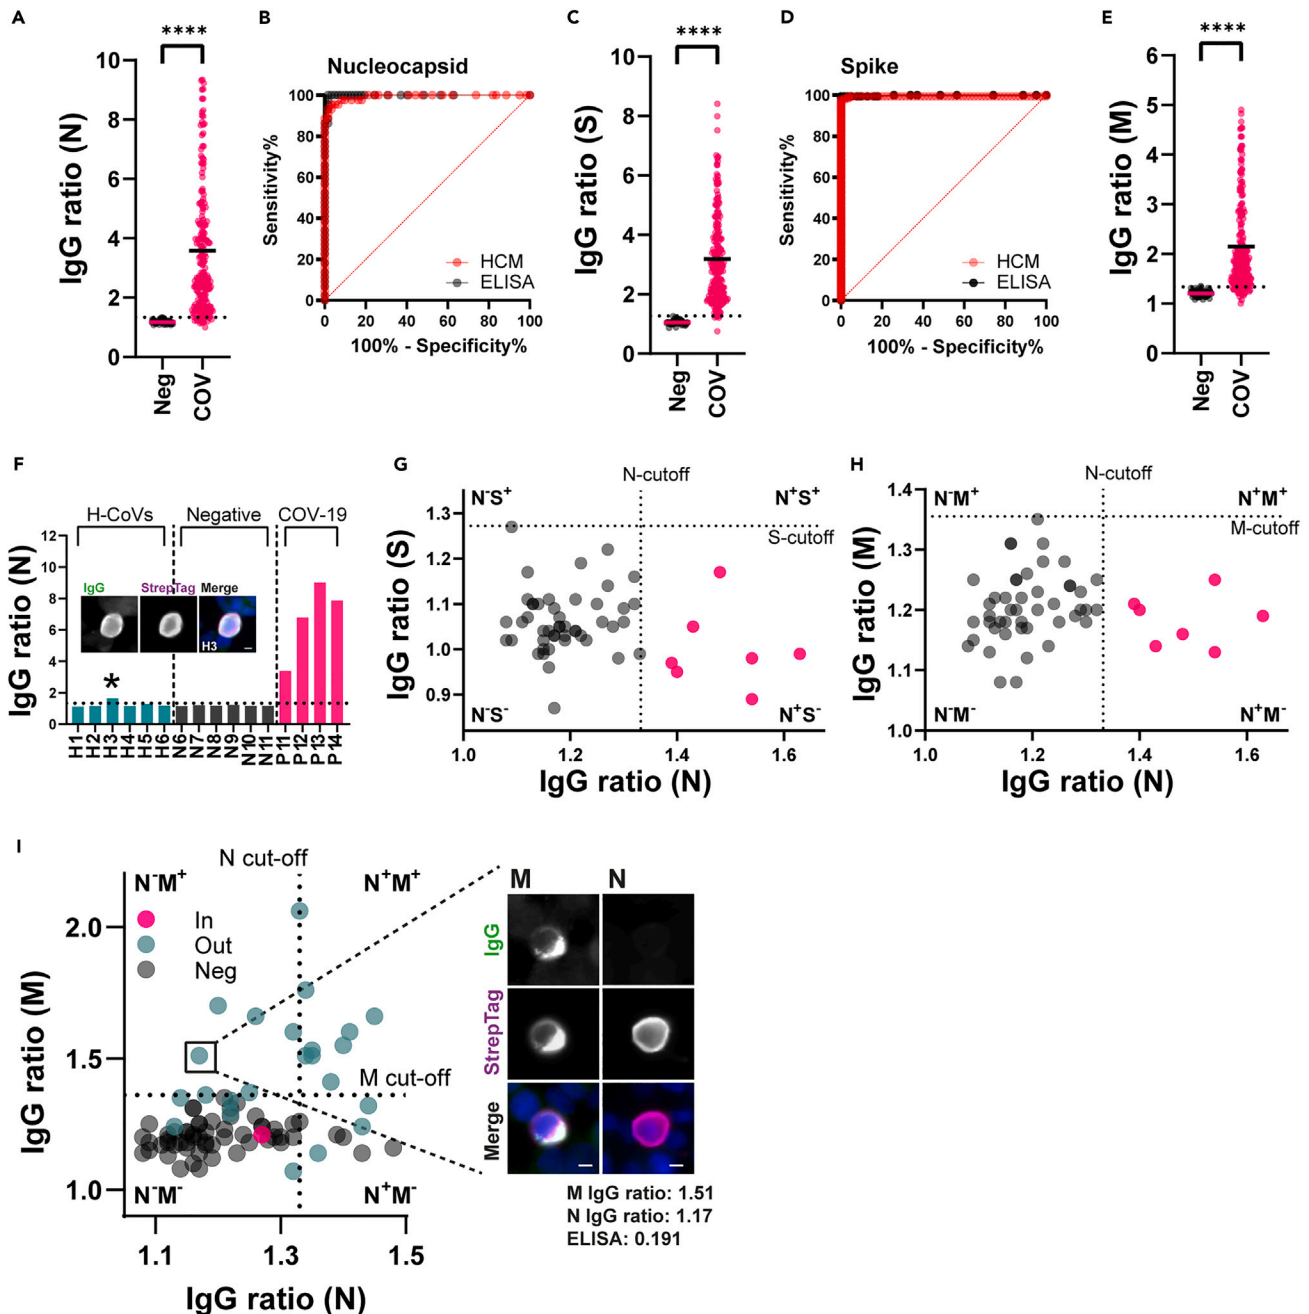 A
****
IgG ratio (N)
10
8
6
4
2
0
Neg
COV
B
Nucleocapsid
Sensitivity%
100
80
60
40
20
0
HCM
ELISA
0 20 40 60 80 100
100% - Specificity%
C
****
IgG ratio (S)
10
8
6
4
2
0
Neg
COV
D
Spike
Sensitivity%
100
80
60
40
20
0
HCM
ELISA
0 20 40 60 80 100
100% - Specificity%
E
****
IgG ratio (M)
6
5
4
3
2
1
0
Neg
COV
F
H-CoVs Negative COV-19
IgG ratio (N)
12
10
8
6
4
2
0
IgG StrepTag Merge
H3
*
H1 H2 H3 H4 H5 H6 N6 N7 N8 N9 N10 N11 P11 P12 P13 P14
G
N-cutoff
N-S+ N+S+
S-cutoff
IgG ratio (S)
1.3
1.2
1.1
1.0
0.9
N-S- N+S-
1.0 1.2 1.4 1.6
IgG ratio (N)
H
N-cutoff
N-M+ N+M+
M-cutoff
IgG ratio (M)
1.4
1.3
1.2
1.1
1.0
N-M- N+M-
1.0 1.2 1.4 1.6
IgG ratio (N)
I
N cut-off
N-M+ N+M+
In
Out
Neg
M cut-off
IgG ratio (M)
2.0
1.5
1.0
N-M- N+M-
1.1 1.3 1.5
IgG ratio (N)
M N
IgG
StrepTag
Merge
M IgG ratio: 1.51
N IgG ratio: 1.17
ELISA: 0.191